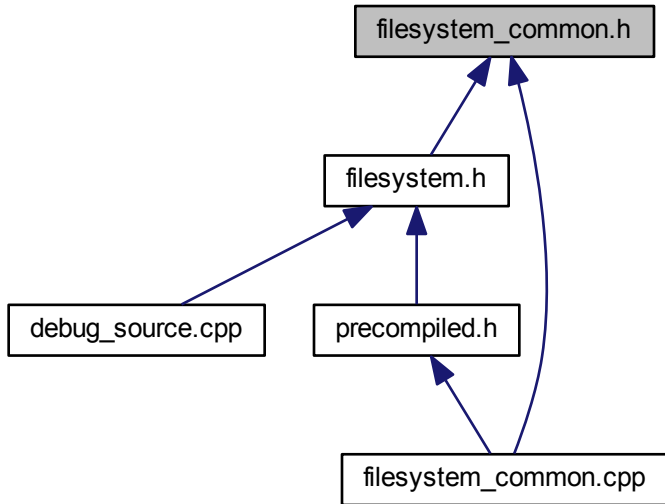 filesystem_common.h
filesystem.h
debug_source.cpp
precompiled.h
filesystem_common.cpp